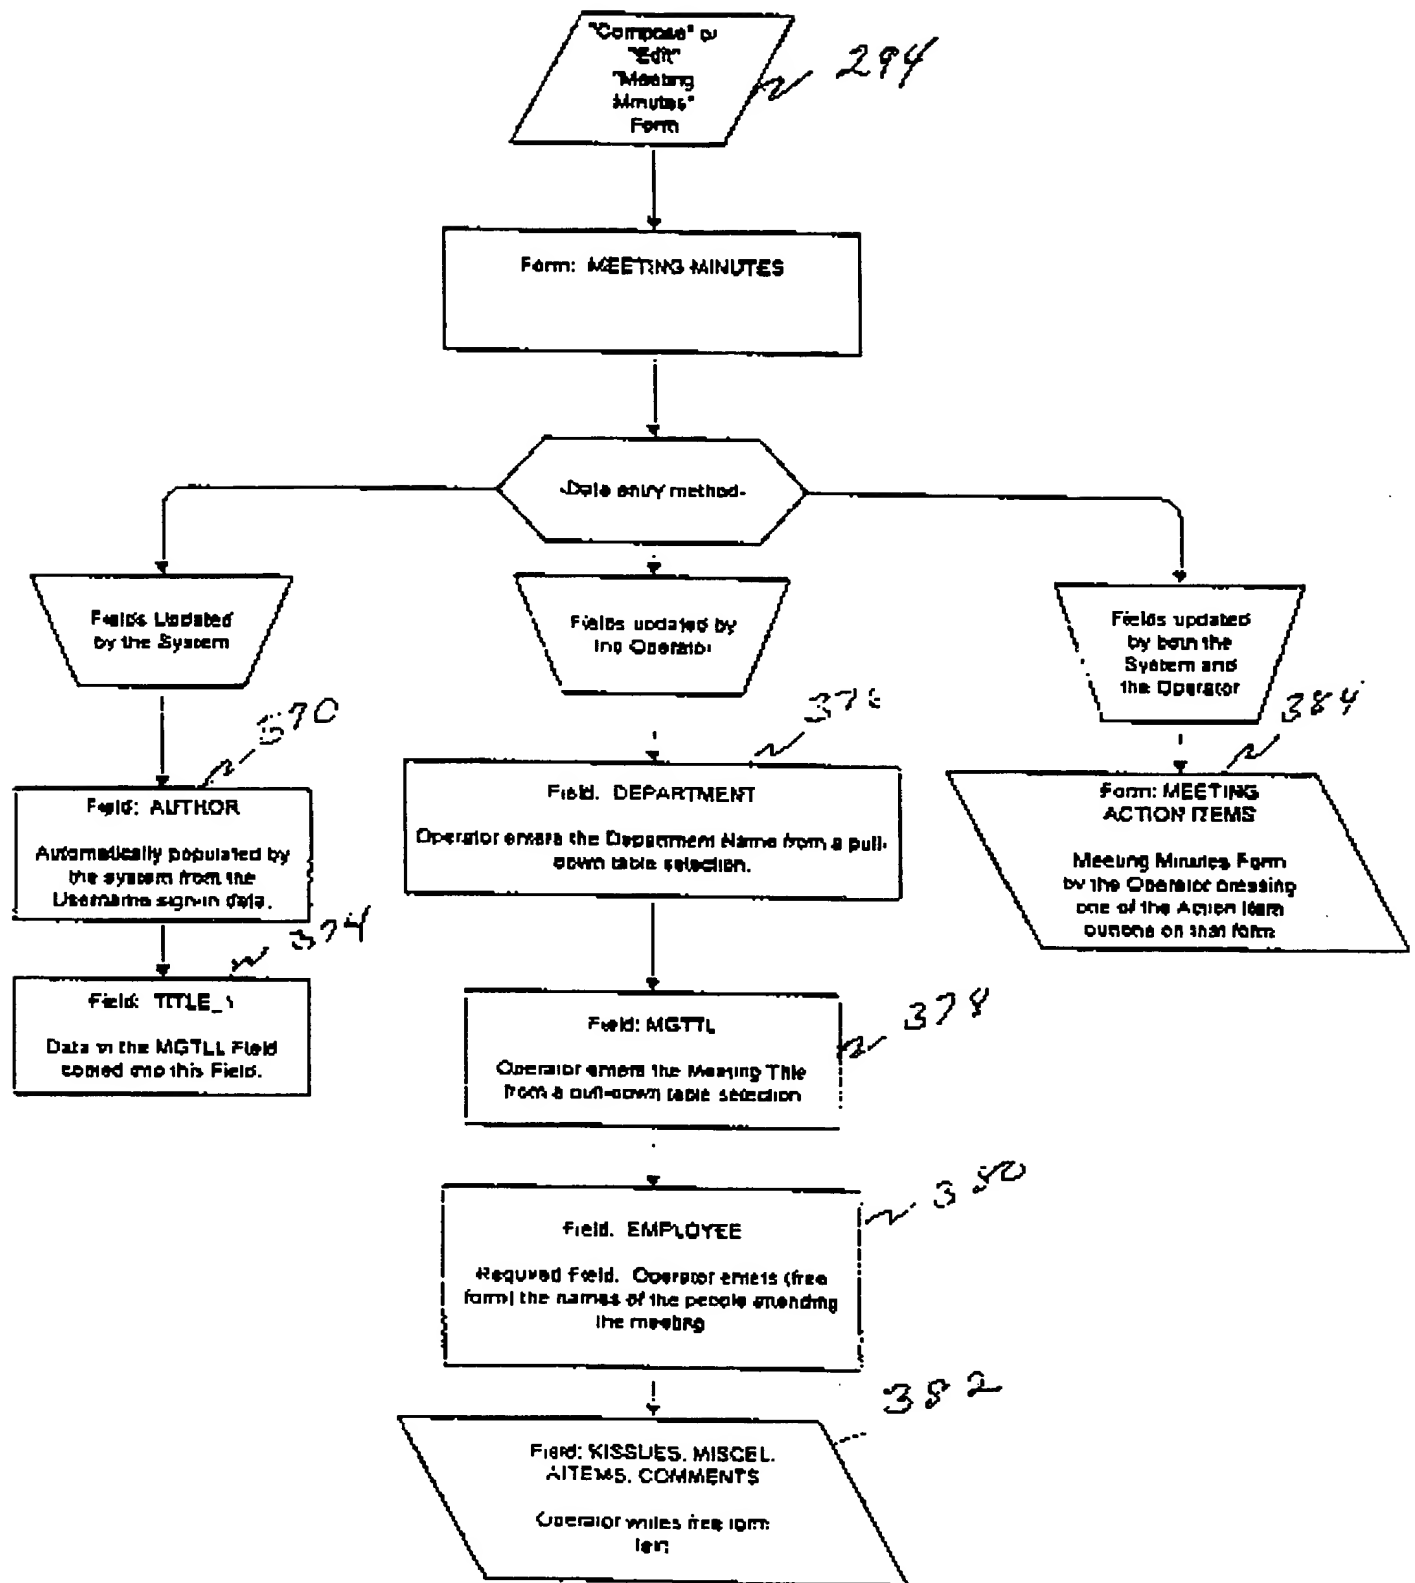 "Compose" or
"Edit"
"Meeting
Minutes"
Form
294
Form: MEETING MINUTES
Data entry method
Fields Updated
by the System
Fields updated by
the Operator
Fields updated
by both the
System and
the Operator
370
Field: AUTHOR
Automatically populated by
the system from the
Username sign-in data.
374
Field: TITLE_1
Data in the MGTLL Field
copied into this Field.
376
Field: DEPARTMENT
Operator enters the Department Name from a pull-
down table selection.
378
Field: MGTTL
Operator enters the Meeting Title
from a pull-down table selection
380
Field: EMPLOYEE
Required Field. Operator enters (free
form) the names of the people attending
the meeting
382
Field: KISSUES, MISCEL,
AITEMS, COMMENTS
Operator writes free form
text
384
Form: MEETING
ACTION ITEMS
Meeting Minutes Form
by the Operator pressing
one of the Action Item
buttons on that form